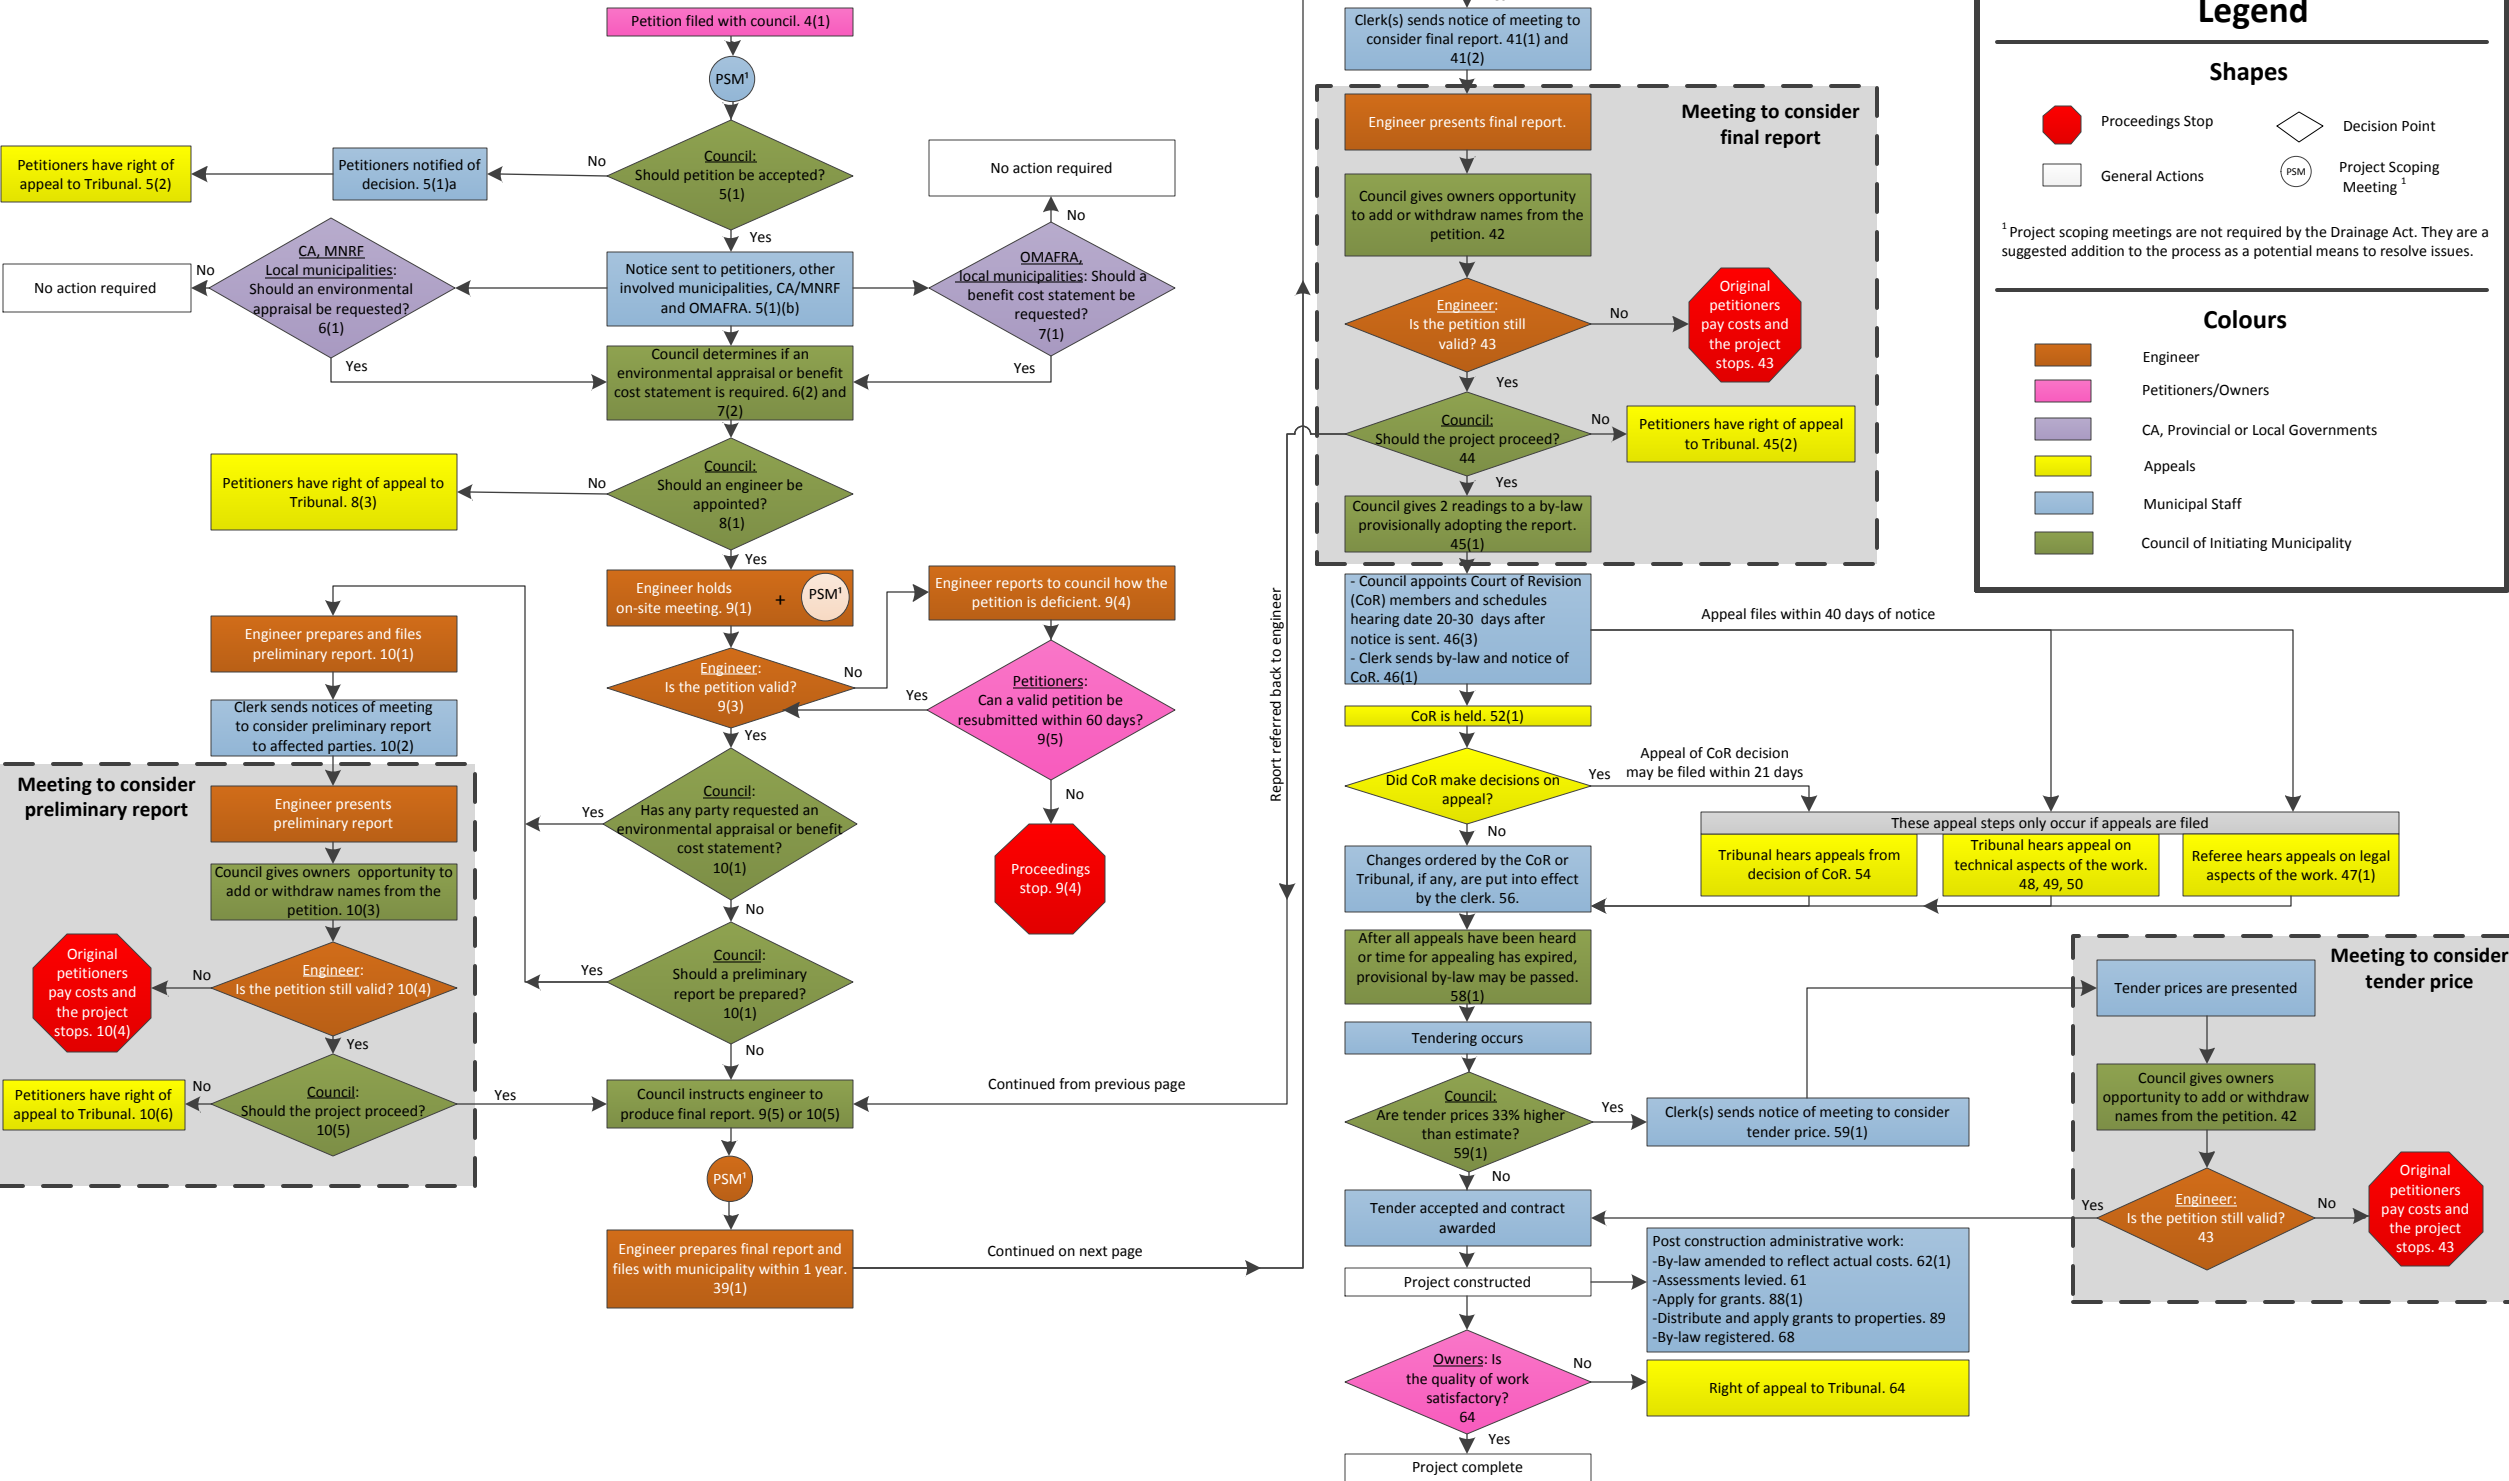 Petition filed with council. 4(1)
PSM¹
Council:
Should petition be accepted?
5(1)
No
Petitioners notified of
decision. 5(1)a
Petitioners have right of
appeal to Tribunal. 5(2)
Yes
Notice sent to petitioners, other
involved municipalities, CA/MNRF
and OMAFRA. 5(1)(b)
CA, MNRF
Local municipalities:
Should an environmental
appraisal be requested?
6(1)
No
No action required
Yes
OMAFRA,
local municipalities: Should a
benefit cost statement be
requested?
7(1)
No
No action required
Yes
Council determines if an
environmental appraisal or benefit
cost statement is required. 6(2) and
7(2)
Council:
Should an engineer be
appointed?
8(1)
No
Petitioners have right of appeal to
Tribunal. 8(3)
Yes
Engineer holds
on-site meeting. 9(1)
+
PSM¹
Engineer:
Is the petition valid?
9(3)
No
Engineer reports to council how the
petition is deficient. 9(4)
Petitioners:
Can a valid petition be
resubmitted within 60 days?
9(5)
Yes
No
Proceedings
stop. 9(4)
Yes
Council:
Has any party requested an
environmental appraisal or benefit
cost statement?
10(1)
Yes
No
Council:
Should a preliminary
report be prepared?
10(1)
Yes
No
Engineer prepares and files
preliminary report. 10(1)
Clerk sends notices of meeting
to consider preliminary report
to affected parties. 10(2)
Meeting to consider
preliminary report
Engineer presents
preliminary report
Council gives owners opportunity to
add or withdraw names from the
petition. 10(3)
Engineer:
Is the petition still valid? 10(4)
No
Original
petitioners
pay costs and
the project
stops. 10(4)
Yes
Council:
Should the project proceed?
10(5)
No
Petitioners have right of
appeal to Tribunal. 10(6)
Yes
Council instructs engineer to
produce final report. 9(5) or 10(5)
Continued from previous page
PSM¹
Engineer prepares final report and
files with municipality within 1 year.
39(1)
Continued on next page
Report referred back to engineer
Clerk(s) sends notice of meeting to
consider final report. 41(1) and
41(2)
Meeting to consider
final report
Engineer presents final report.
Council gives owners opportunity
to add or withdraw names from the
petition. 42
Engineer:
Is the petition still
valid? 43
No
Original
petitioners
pay costs and
the project
stops. 43
Yes
Council:
Should the project proceed?
44
No
Petitioners have right of appeal
to Tribunal. 45(2)
Yes
Council gives 2 readings to a by-law
provisionally adopting the report.
45(1)
- Council appoints Court of Revision
(CoR) members and schedules
hearing date 20-30 days after
notice is sent. 46(3)
- Clerk sends by-law and notice of
CoR. 46(1)
Appeal files within 40 days of notice
CoR is held. 52(1)
Did CoR make decisions on
appeal?
Yes
Appeal of CoR decision
may be filed within 21 days
No
These appeal steps only occur if appeals are filed
Tribunal hears appeals from
decision of CoR. 54
Tribunal hears appeal on
technical aspects of the work.
48, 49, 50
Referee hears appeals on legal
aspects of the work. 47(1)
Changes ordered by the CoR or
Tribunal, if any, are put into effect
by the clerk. 56.
After all appeals have been heard
or time for appealing has expired,
provisional by-law may be passed.
58(1)
Tendering occurs
Council:
Are tender prices 33% higher
than estimate?
59(1)
Yes
Clerk(s) sends notice of meeting to consider
tender price. 59(1)
No
Meeting to consider
tender price
Tender prices are presented
Council gives owners
opportunity to add or withdraw
names from the petition. 42
Engineer:
Is the petition still valid?
43
Yes
No
Original
petitioners
pay costs and
the project
stops. 43
Tender accepted and contract
awarded
Project constructed
Post construction administrative work:
-By-law amended to reflect actual costs. 62(1)
-Assessments levied. 61
-Apply for grants. 88(1)
-Distribute and apply grants to properties. 89
-By-law registered. 68
Owners: Is
the quality of work
satisfactory?
64
No
Right of appeal to Tribunal. 64
Yes
Project complete
Legend
Shapes
Proceedings Stop
Decision Point
General Actions
PSM
Project Scoping
Meeting ¹
¹ Project scoping meetings are not required by the Drainage Act. They are a
suggested addition to the process as a potential means to resolve issues.
Colours
Engineer
Petitioners/Owners
CA, Provincial or Local Governments
Appeals
Municipal Staff
Council of Initiating Municipality